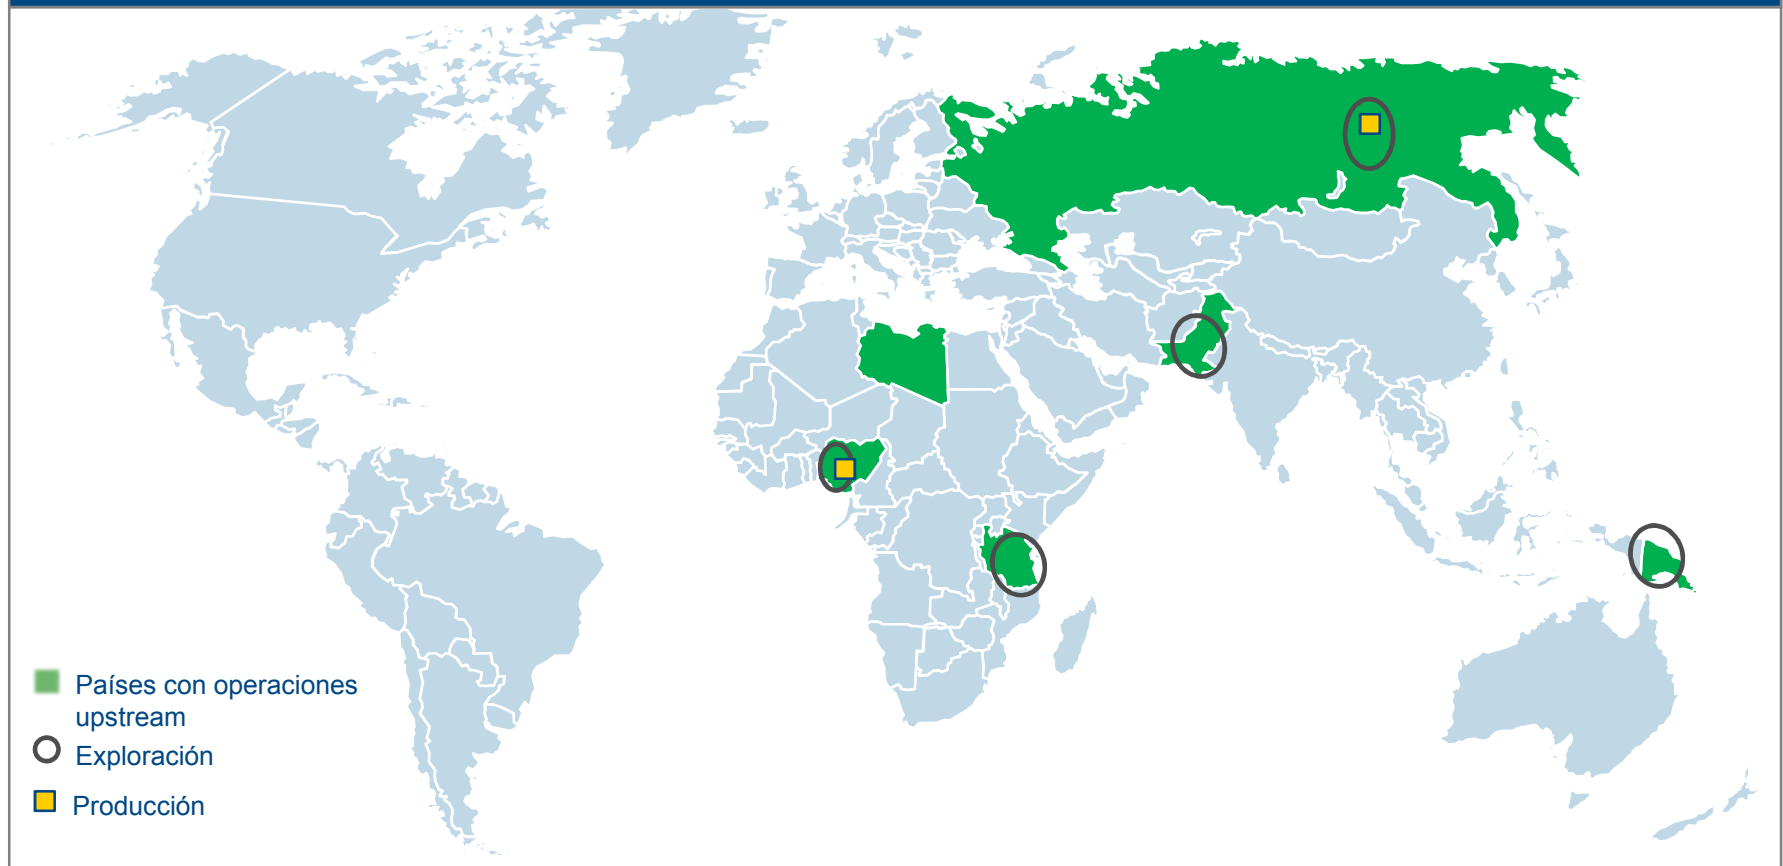 Países con operaciones
upstream
Exploración
Producción